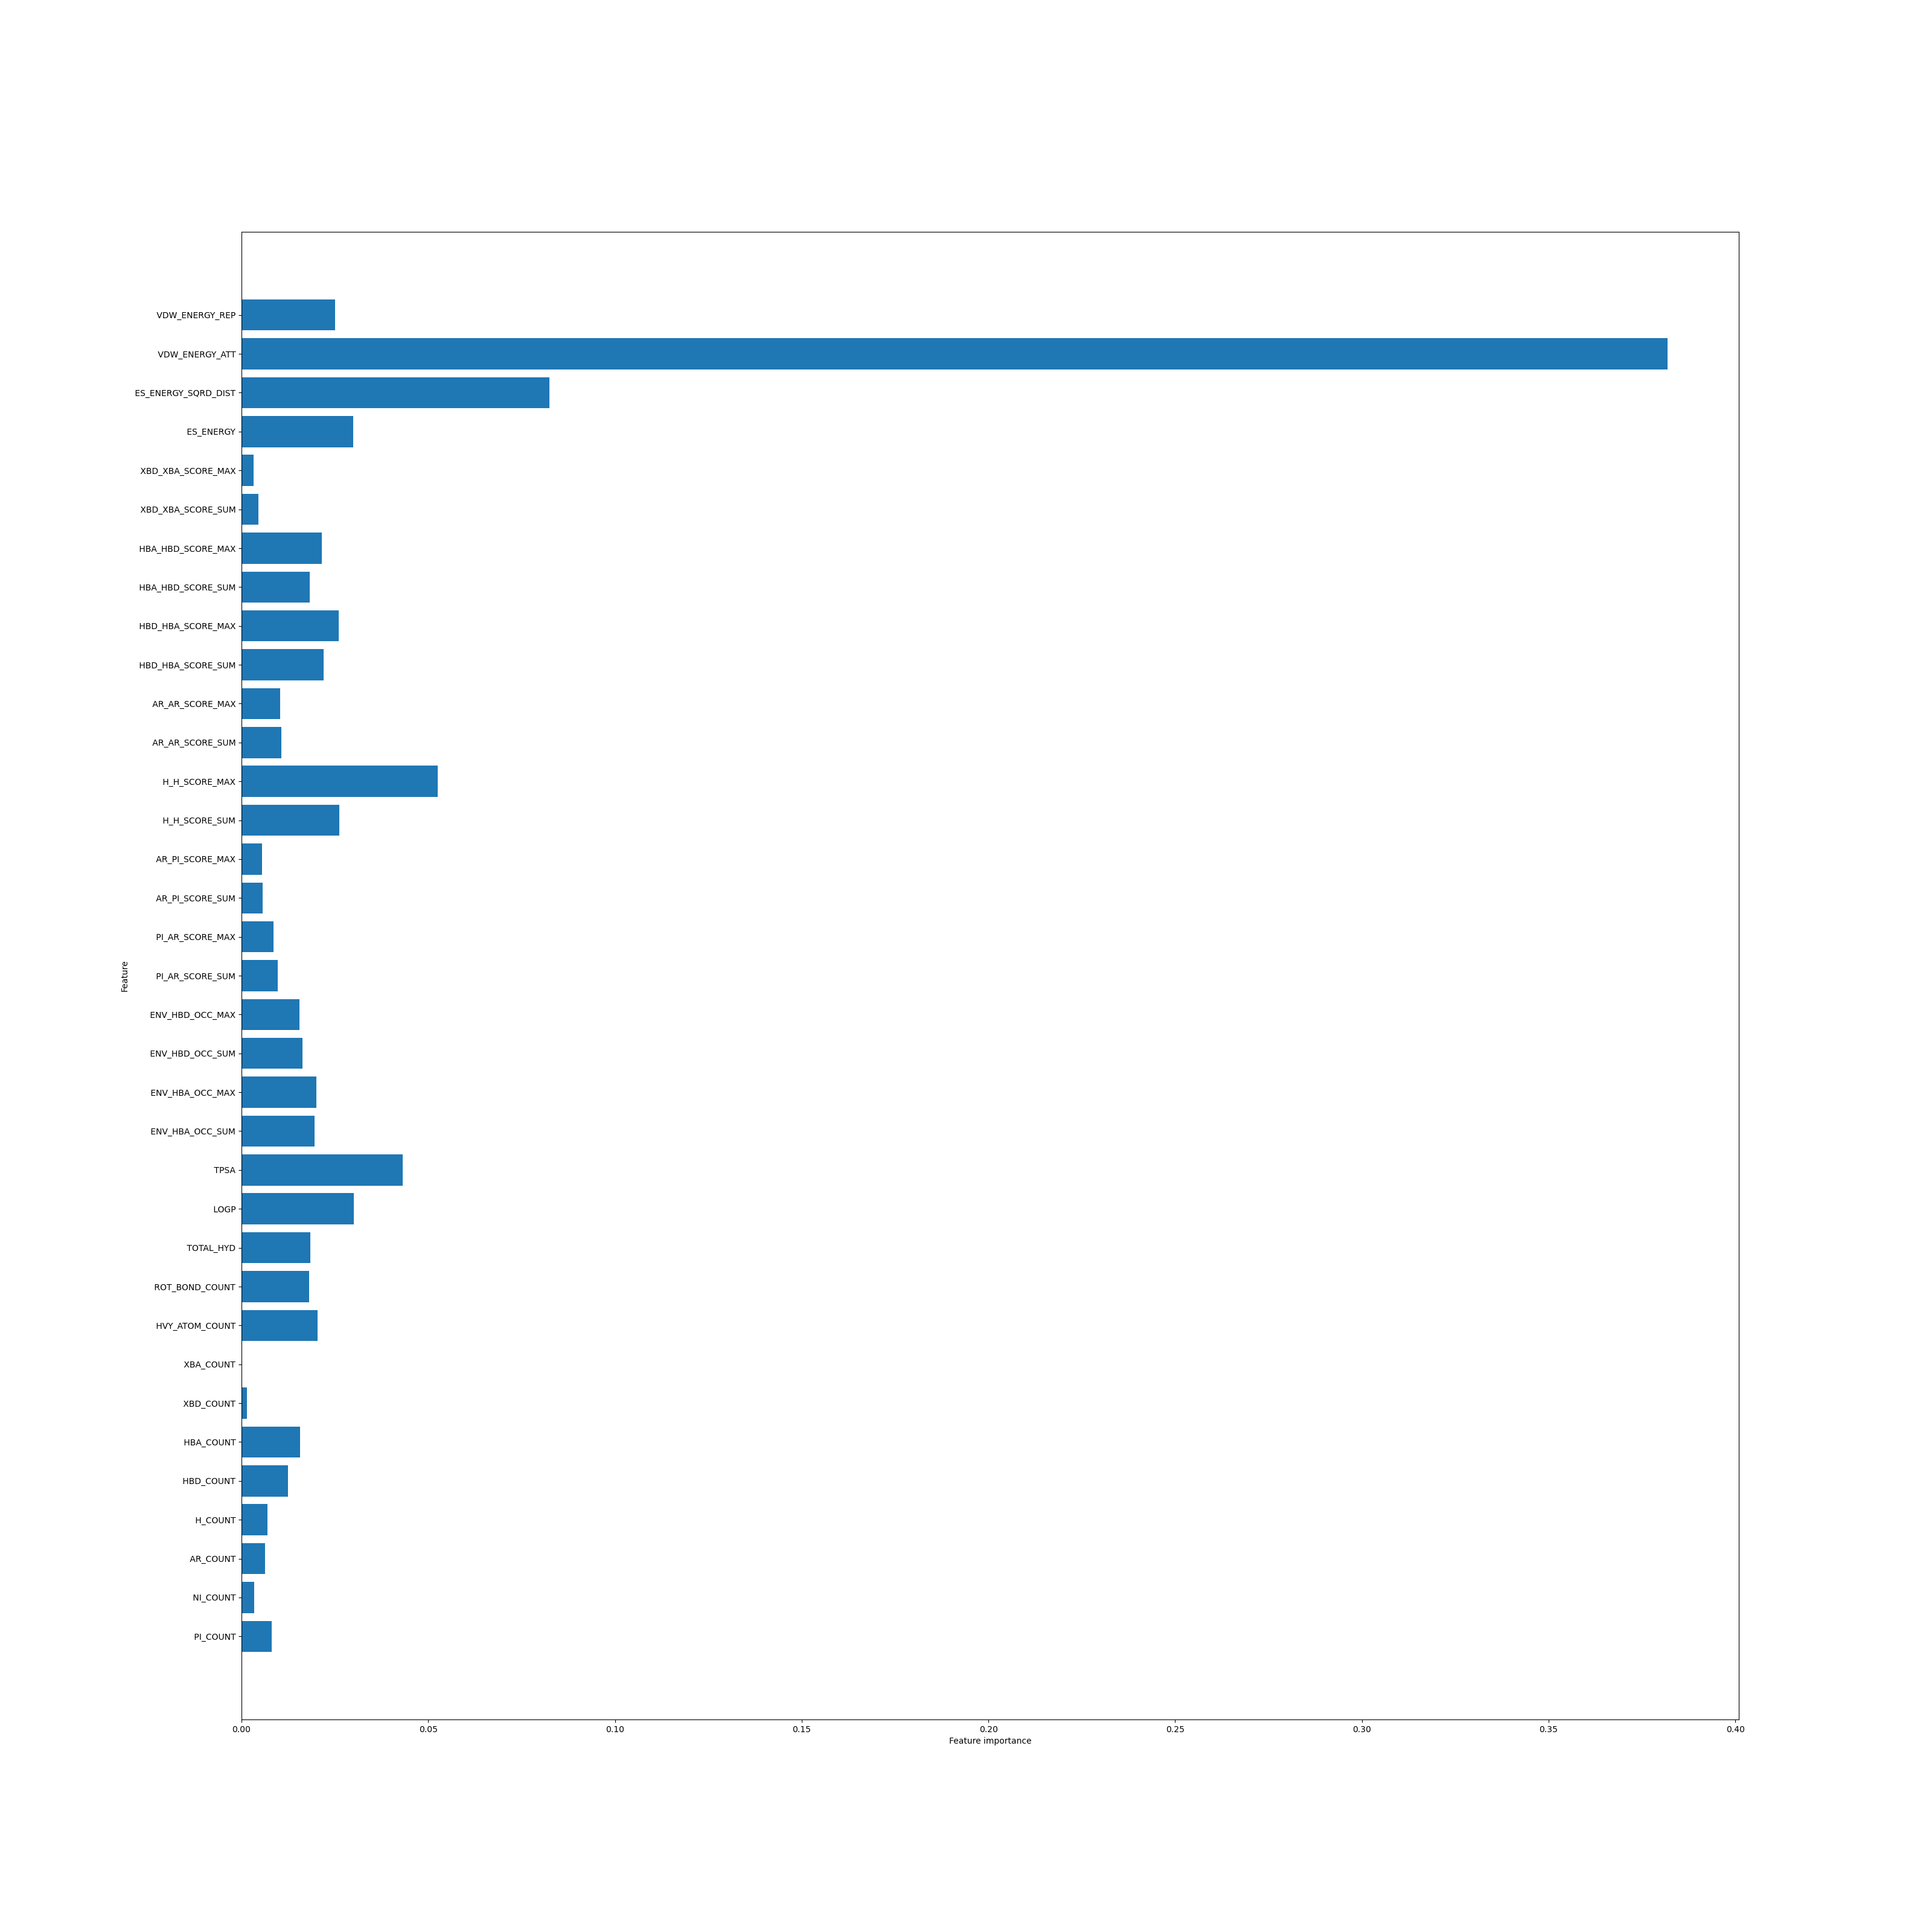 VDW_ENERGY_REP
VDW_ENERGY_ATT
ES_ENERGY_SQRD_DIST
ES_ENERGY
XBD_XBA_SCORE_MAX
XBD_XBA_SCORE_SUM
HBA_HBD_SCORE_MAX
HBA_HBD_SCORE_SUM
HBD_HBA_SCORE_MAX
HBD_HBA_SCORE_SUM
AR_AR_SCORE_MAX
AR_AR_SCORE_SUM
H_H_SCORE_MAX
H_H_SCORE_SUM
AR_PI_SCORE_MAX
AR_PI_SCORE_SUM
PI_AR_SCORE_MAX
PI_AR_SCORE_SUM
ENV_HBD_OCC_MAX
ENV_HBD_OCC_SUM
ENV_HBA_OCC_MAX
ENV_HBA_OCC_SUM
TPSA
LOGP
TOTAL_HYD
ROT_BOND_COUNT
HVY_ATOM_COUNT
XBA_COUNT
XBD_COUNT
HBA_COUNT
HBD_COUNT
H_COUNT
AR_COUNT
NI_COUNT
PI_COUNT
Feature
0.00 0.05 0.10 0.15 0.20 0.25 0.30 0.35 0.40
Feature importance